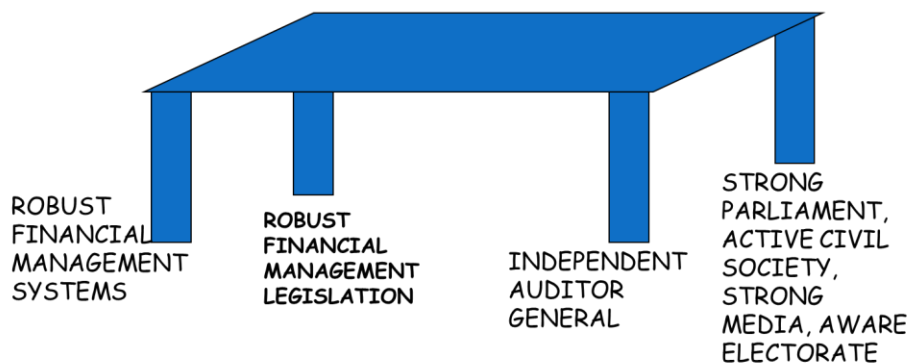 ROBUST
FINANCIAL
MANAGEMENT
SYSTEMS
ROBUST
FINANCIAL
MANAGEMENT
LEGISLATION
INDEPENDENT
AUDITOR
GENERAL
STRONG
PARLIAMENT,
ACTIVE CIVIL
SOCIETY,
STRONG
MEDIA, AWARE
ELECTORATE